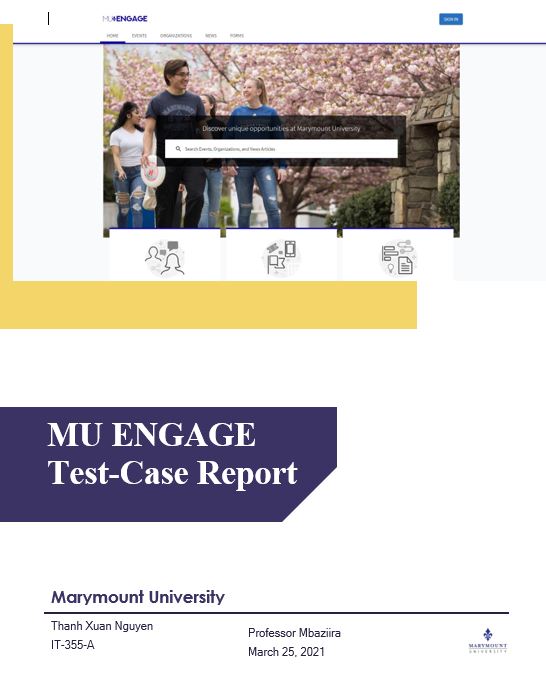 MU ENGAGE
SIGN IN
HOME EVENTS ORGANIZATIONS NEWS FORMS
Discover unique opportunities at Marymount University
Search Events, Organizations, and News Articles
MU ENGAGE
Test-Case Report
Marymount University
Thanh Xuan Nguyen
IT-355-A
Professor Mbaziira
March 25, 2021
MARYMOUNT
UNIVERSITY